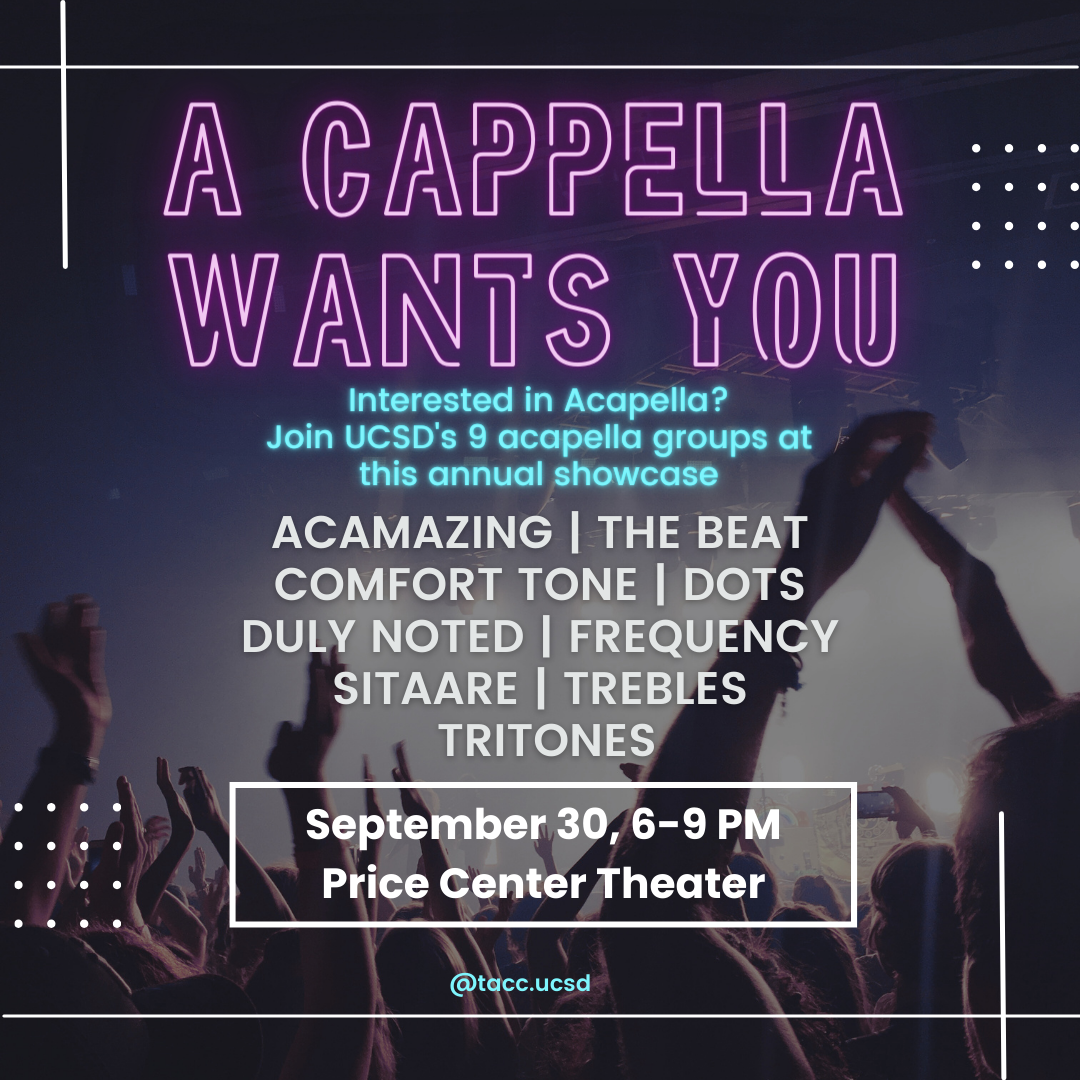 A CAPPELLA
WANTS YOU
Interested in Acapella?
Join UCSD's 9 acapella groups at
this annual showcase
ACAMAZING | THE BEAT
COMFORT TONE | DOTS
DULY NOTED | FREQUENCY
SITAARE | TREBLES
TRITONES
September 30, 6-9 PM
Price Center Theater
@tacc.ucsd